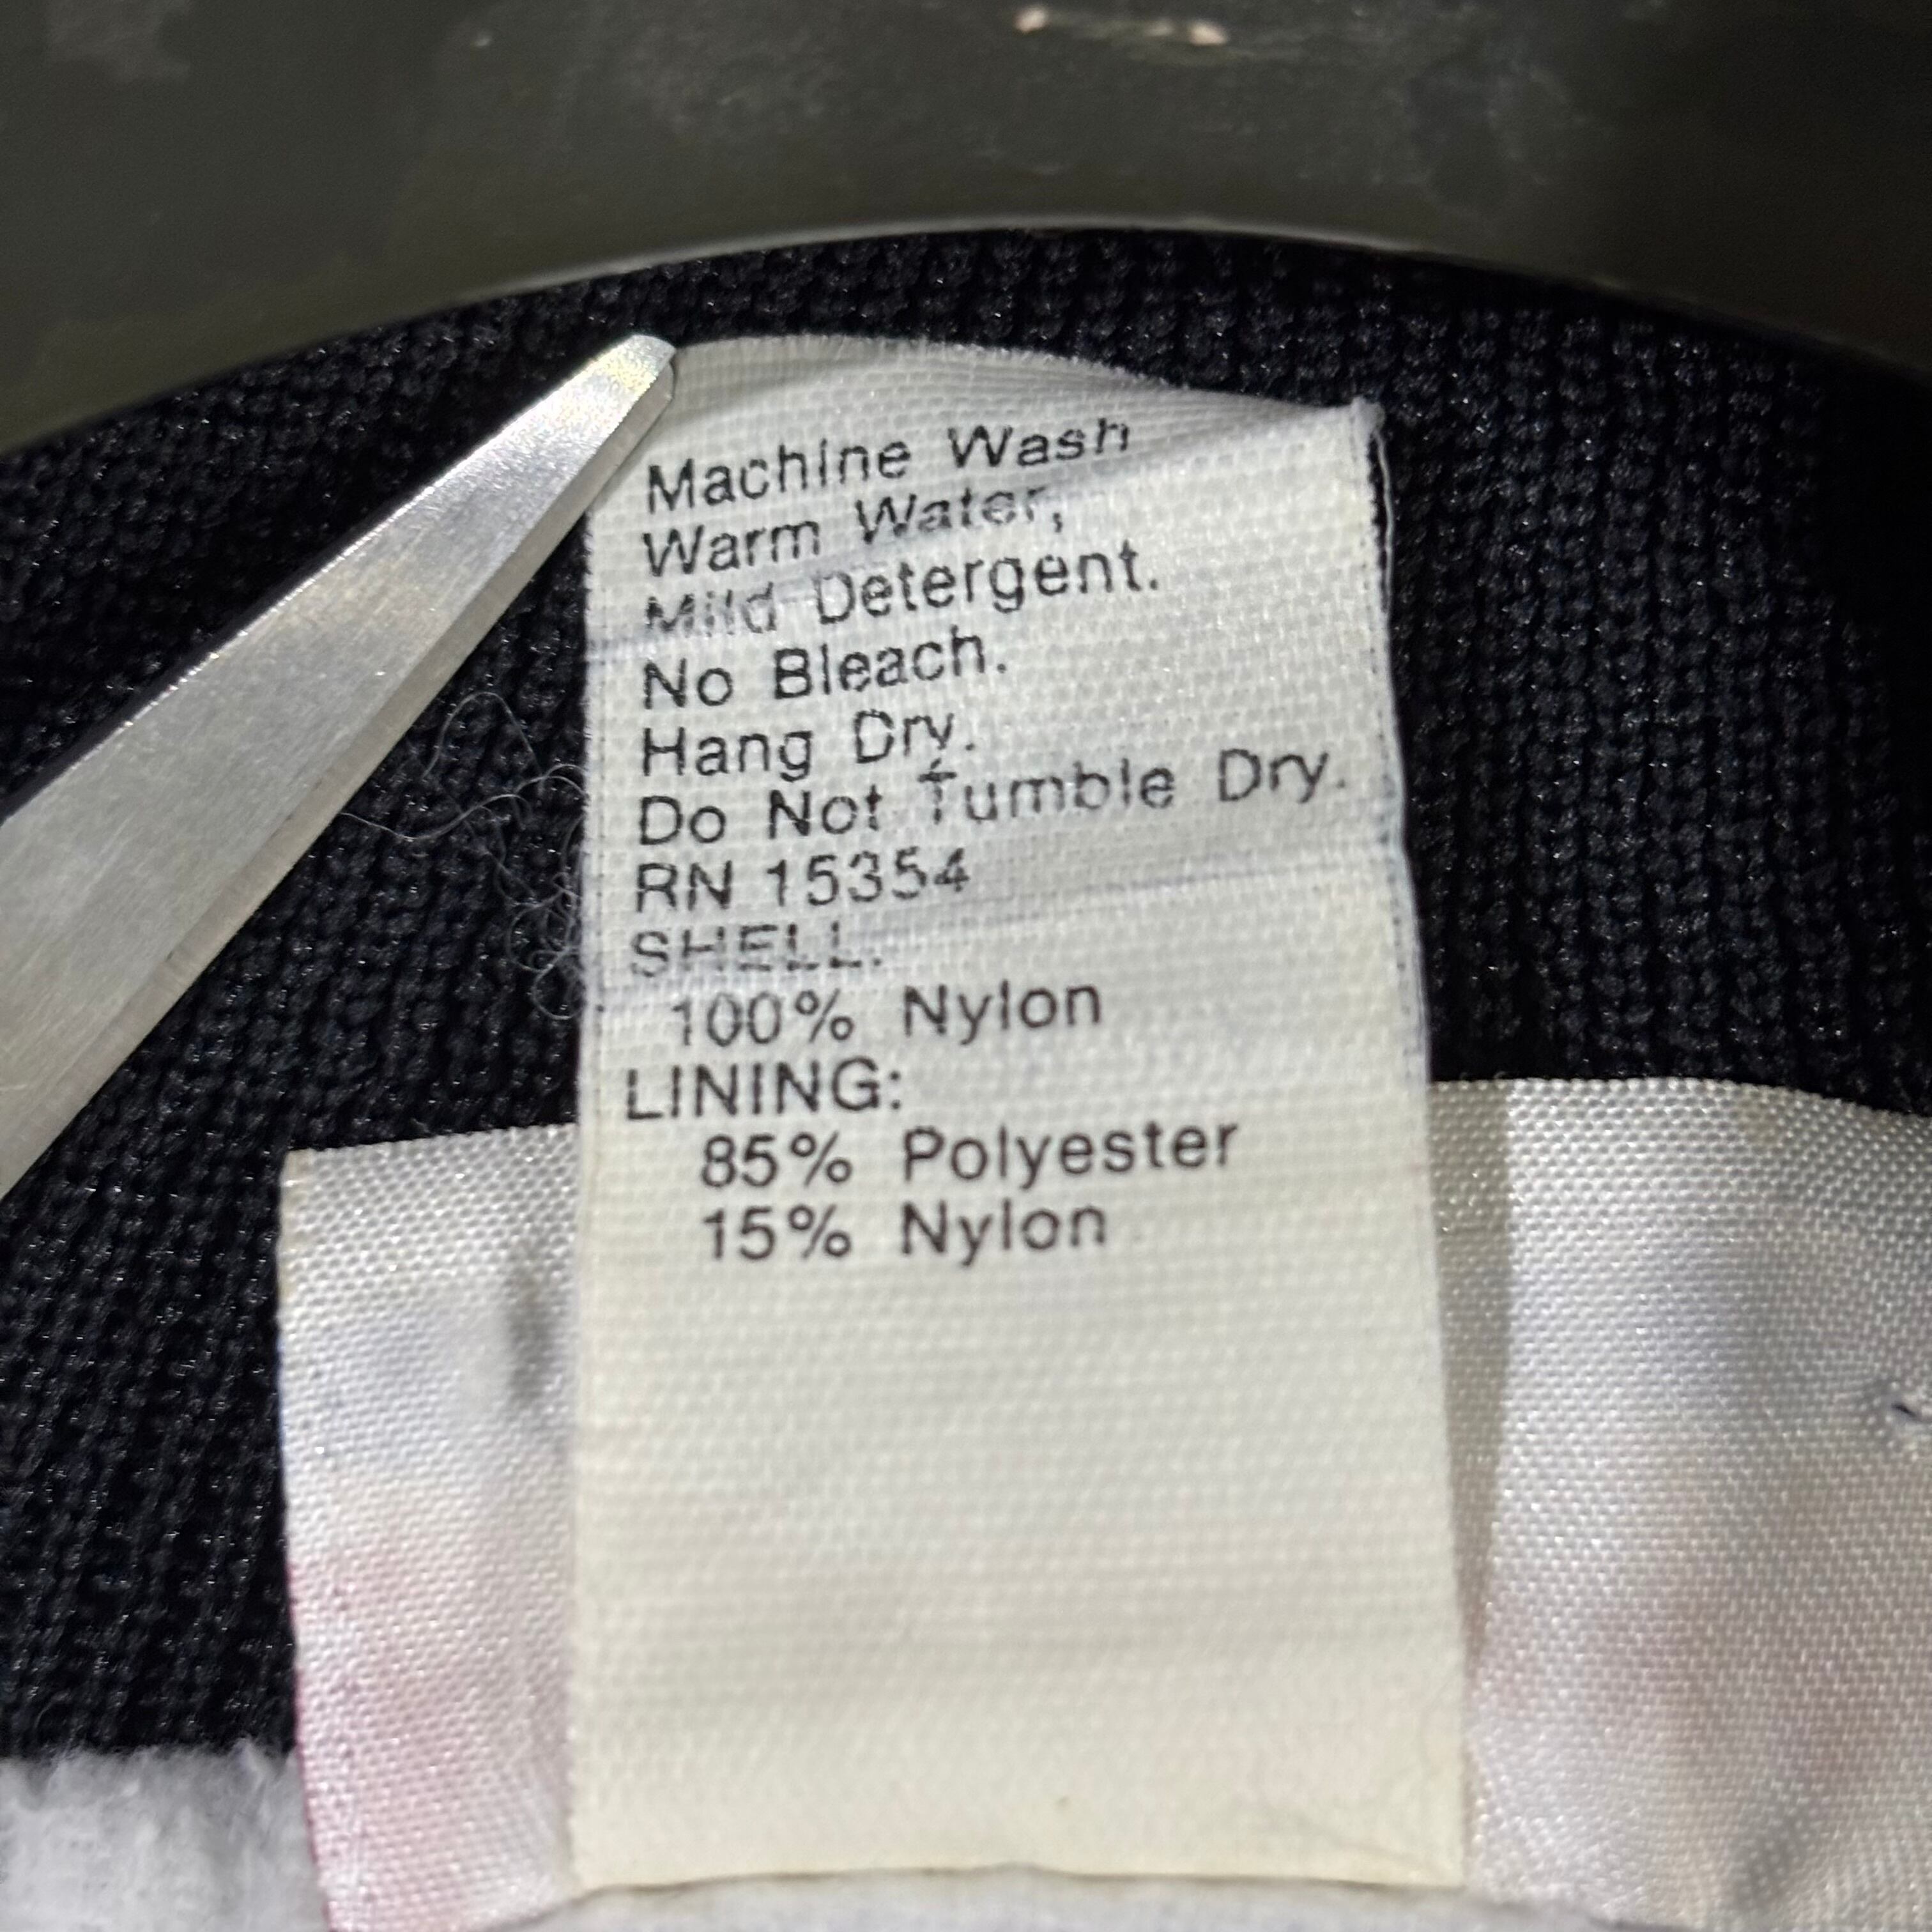 Machine Wash
Warm Water,
Mild Detergent.
No Bleach.
Hang Dry.
Do Not Tumble Dry.
RN 15354
SHELL:
100% Nylon
LINING:
85% Polyester
15% Nylon